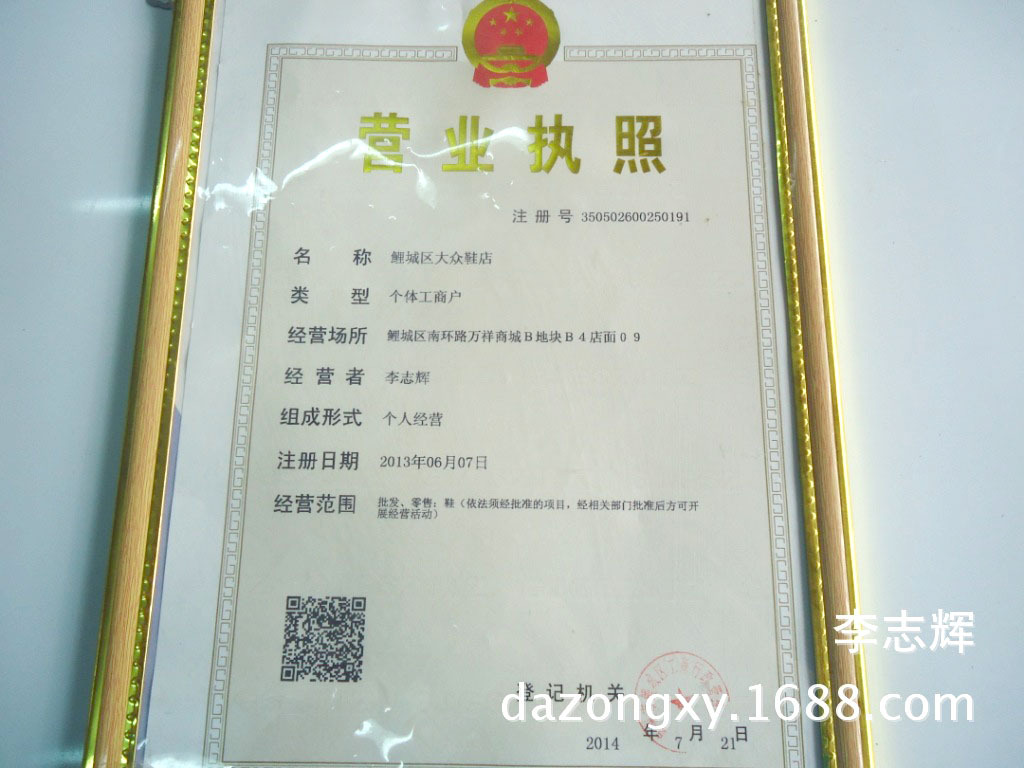 营业执照
注册号 350502600250191
名称 鲤城区大众鞋店
类型 个体工商户
经营场所 鲤城区南环路万祥商城B地块B4店面09
经营者 李志辉
组成形式 个人经营
注册日期 2013年06月07日
经营范围 批发、零售：鞋（依法须经批准的项目，经相关部门批准后方可开
展经营活动）
李志辉
登记机关
dazongxy.1688.com
2014年7月21日